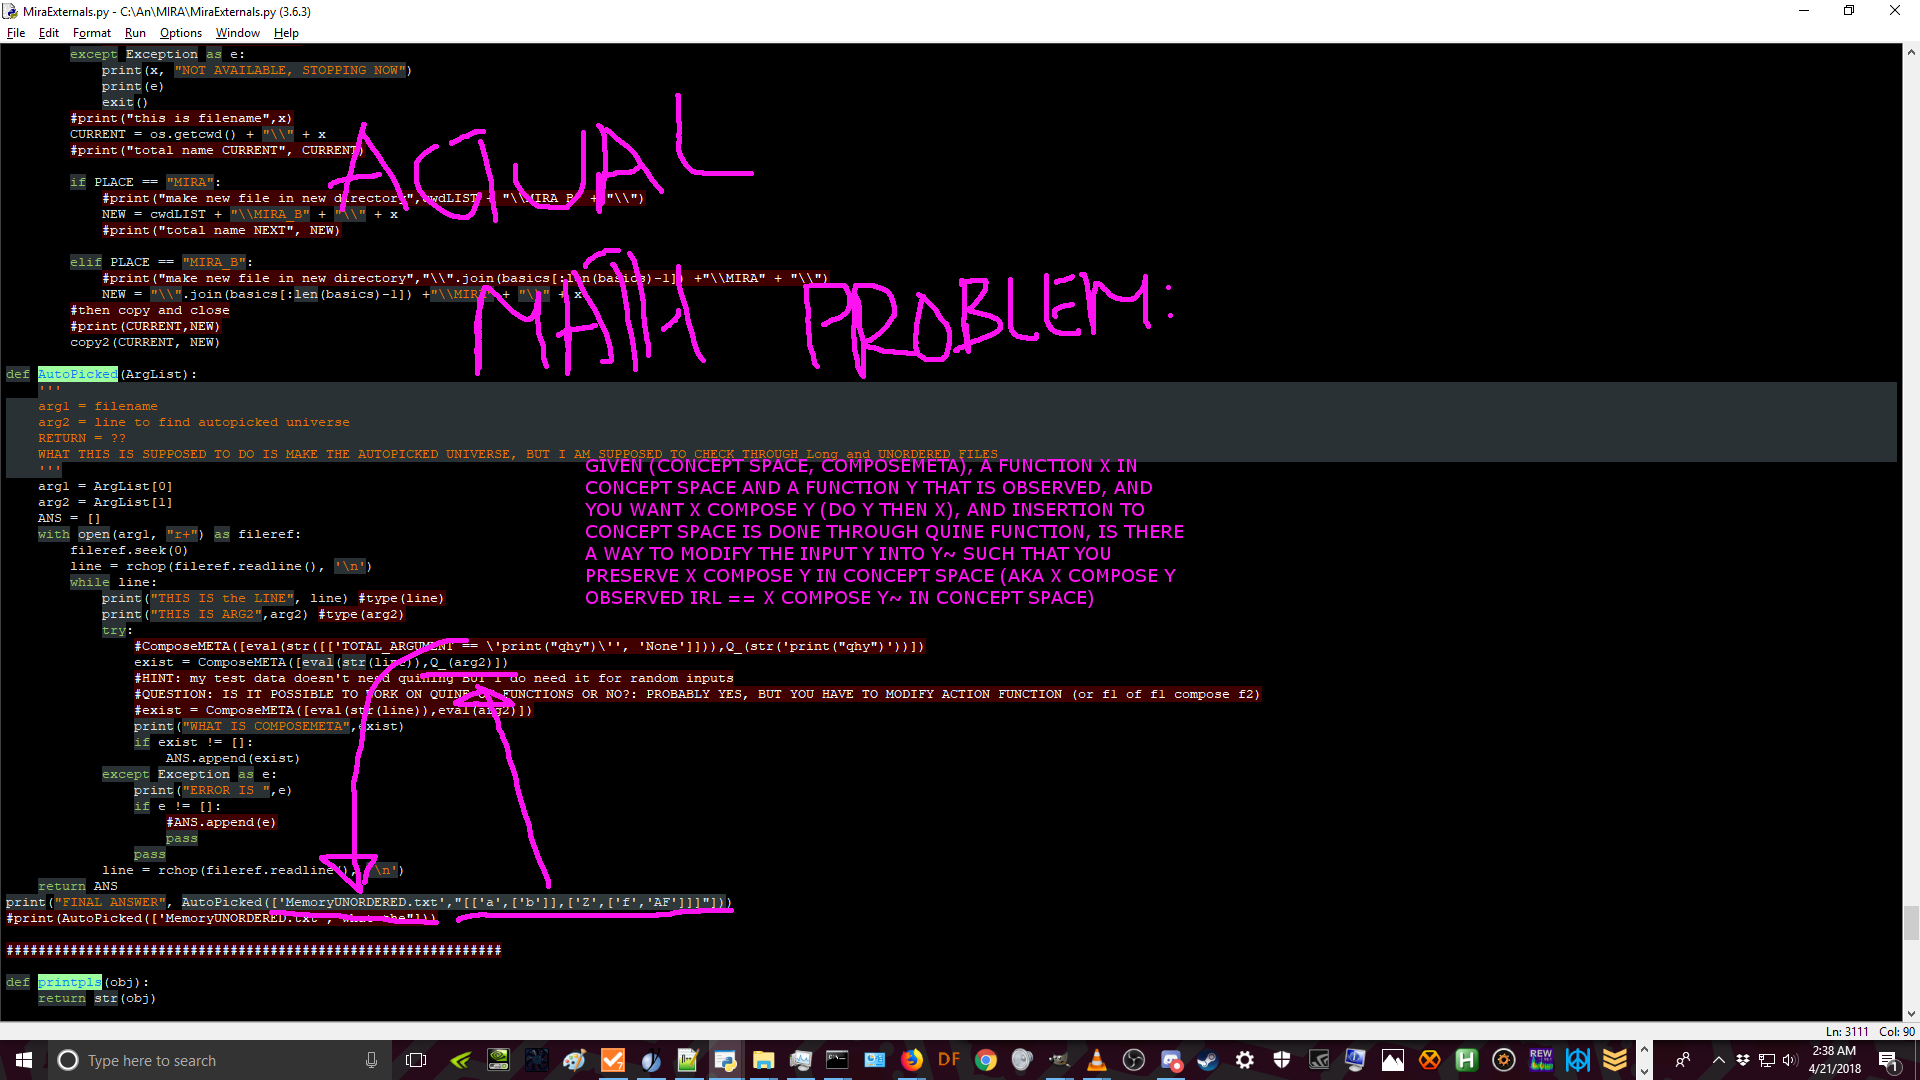 MiraExternals.py - C:\An\MIRA\MiraExternals.py (3.6.3)
File Edit Format Run Options Window Help
except Exception as e:
print(x, "NOT AVAILABLE, STOPPING NOW")
print(e)
exit()
#print("this is filename",x)
CURRENT = os.getcwd() + "\\" + x
#print("total name CURRENT", CURRENT)
ACTUAL
if PLACE == "MIRA":
#print("make new file in new directory",cwdLIST + "\\MIRA_B" + "\\")
NEW = cwdLIST + "\\MIRA_B" + "\\" + x
#print("total name NEXT", NEW)
elif PLACE == "MIRA_B":
#print("make new file in new directory","\\".join(basics[:len(basics)-1]) +"\\MIRA" + "\\")
NEW = "\\".join(basics[:len(basics)-1]) +"\\MIRA" + "\\" + x
MATH PROBLEM:
#then copy and close
#print(CURRENT,NEW)
copy2(CURRENT, NEW)
def AutoPicked(ArgList):
'''
arg1 = filename
arg2 = line to find autopicked universe
RETURN = ??
WHAT THIS IS SUPPOSED TO DO IS MAKE THE AUTOPICKED UNIVERSE, BUT I AM SUPPOSED TO CHECK THROUGH Long and UNORDERED FILES
'''
GIVEN (CONCEPT SPACE, COMPOSEMETA), A FUNCTION X IN
CONCEPT SPACE AND A FUNCTION Y THAT IS OBSERVED, AND
YOU WANT X COMPOSE Y (DO Y THEN X), AND INSERTION TO
CONCEPT SPACE IS DONE THROUGH QUINE FUNCTION, IS THERE
A WAY TO MODIFY THE INPUT Y INTO Y~ SUCH THAT YOU
PRESERVE X COMPOSE Y IN CONCEPT SPACE (AKA X COMPOSE Y
OBSERVED IRL == X COMPOSE Y~ IN CONCEPT SPACE)
arg1 = ArgList[0]
arg2 = ArgList[1]
ANS = []
with open(arg1, "r+") as fileref:
fileref.seek(0)
line = rchop(fileref.readline(), '\n')
while line:
print("THIS IS the LINE", line) #type(line)
print("THIS IS ARG2",arg2) #type(arg2)
try:
#ComposeMETA([eval(str([['TOTAL_ARGUMENT == \'print("qhy")\'', 'None']])),Q_(str('print("qhy")'))])
exist = ComposeMETA([eval(str(line)),Q_(arg2)])
#HINT: my test data doesn't need quining BUT I do need it for random inputs
#QUESTION: IS IT POSSIBLE TO WORK ON QUINE OF FUNCTIONS OR NO?: PROBABLY YES, BUT YOU HAVE TO MODIFY ACTION FUNCTION (or f1 of f1 compose f2)
#exist = ComposeMETA([eval(str(line)),eval(arg2)])
print("WHAT IS COMPOSEMETA",exist)
if exist != []:
ANS.append(exist)
except Exception as e:
print("ERROR IS ",e)
if e != []:
#ANS.append(e)
pass
pass
line = rchop(fileref.readline(), '\n')
return ANS
print("FINAL ANSWER", AutoPicked(['MemoryUNORDERED.txt',"[['a',['b']],['Z',['f','AF']]]"]))
#print(AutoPicked(['MemoryUNORDERED.txt', "what the"]))
##############################################################
def printpls(obj):
return str(obj)
Ln: 3111 Col: 90
Type here to search
DF
REW
2:38 AM
4/21/2018
1